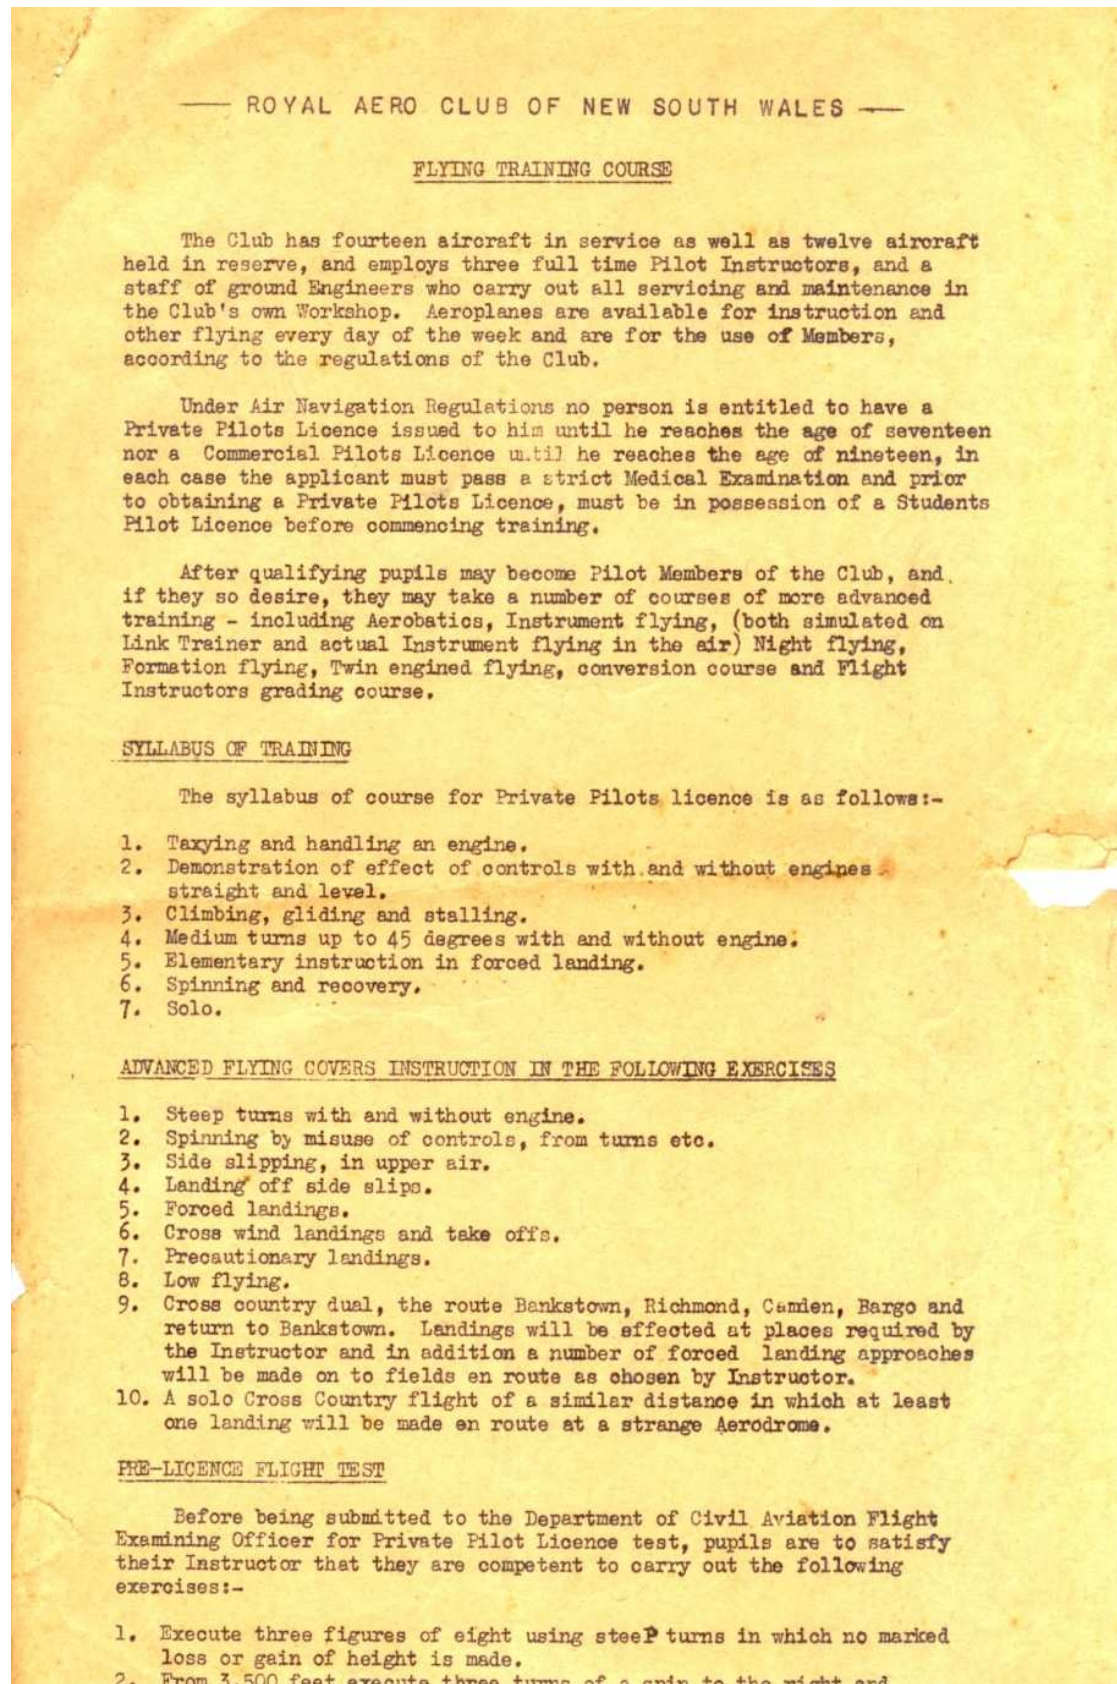 — ROYAL AERO CLUB OF NEW SOUTH WALES —
FLYING TRAINING COURSE
The Club has fourteen aircraft in service as well as twelve aircraft
held in reserve, and employs three full time Pilot Instructors, and a
staff of ground Engineers who carry out all servicing and maintenance in
the Club's own Workshop. Aeroplanes are available for instruction and
other flying every day of the week and are for the use of Members,
according to the regulations of the Club.
Under Air Navigation Regulations no person is entitled to have a
Private Pilots Licence issued to him until he reaches the age of seventeen
nor a Commercial Pilots Licence until he reaches the age of nineteen, in
each case the applicant must pass a strict Medical Examination and prior
to obtaining a Private Pilots Licence, must be in possession of a Students
Pilot Licence before commencing training.
After qualifying pupils may become Pilot Members of the Club, and,
if they so desire, they may take a number of courses of more advanced
training - including Aerobatics, Instrument flying, (both simulated on
Link Trainer and actual Instrument flying in the air) Night flying,
Formation flying, Twin engined flying, conversion course and Flight
Instructors grading course.
SYLLABUS OF TRAINING
The syllabus of course for Private Pilots licence is as follows:-
1. Taxying and handling an engine.
2. Demonstration of effect of controls with and without engines
straight and level.
3. Climbing, gliding and stalling.
4. Medium turns up to 45 degrees with and without engine.
5. Elementary instruction in forced landing.
6. Spinning and recovery.
7. Solo.
ADVANCED FLYING COVERS INSTRUCTION IN THE FOLLOWING EXERCISES
1. Steep turns with and without engine.
2. Spinning by misuse of controls, from turns etc.
3. Side slipping, in upper air.
4. Landing off side slips.
5. Forced landings.
6. Cross wind landings and take offs.
7. Precautionary landings.
8. Low flying.
9. Cross country dual, the route Bankstown, Richmond, Camden, Bargo and
return to Bankstown. Landings will be effected at places required by
the Instructor and in addition a number of forced landing approaches
will be made on to fields en route as chosen by Instructor.
10. A solo Cross Country flight of a similar distance in which at least
one landing will be made en route at a strange Aerodrome.
PRE-LICENCE FLIGHT TEST
Before being submitted to the Department of Civil Aviation Flight
Examining Officer for Private Pilot Licence test, pupils are to satisfy
their Instructor that they are competent to carry out the following
exercises:-
1. Execute three figures of eight using steeP turns in which no marked
loss or gain of height is made.
2. From 3,500 feet execute three turns of a spin to the right and